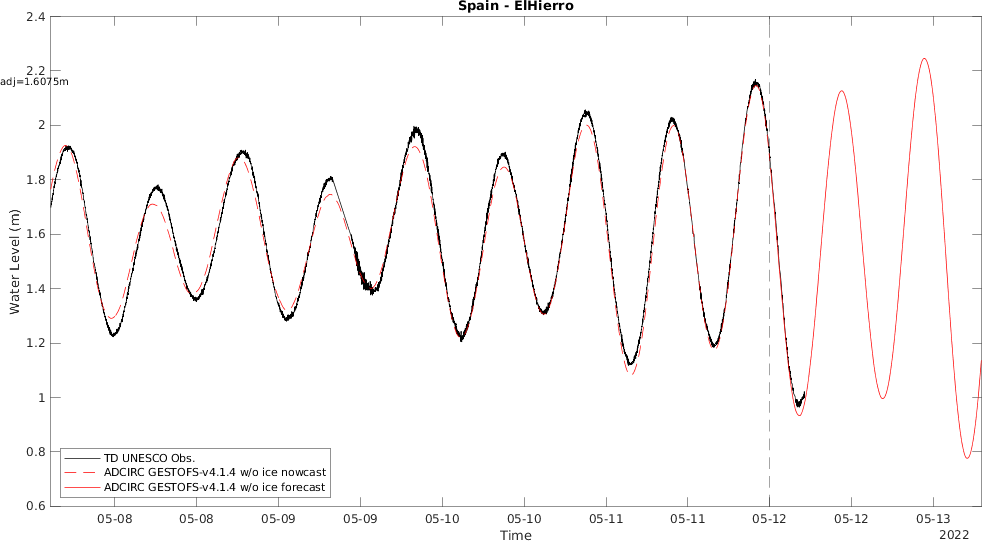 Spain - ElHierro
2.4
2.2
adj=1.6075m
2
1.8
1.6
1.4
1.2
1
0.8
0.6
Water Level (m)
TD UNESCO Obs.
ADCIRC GESTOFS-v4.1.4 w/o ice nowcast
ADCIRC GESTOFS-v4.1.4 w/o ice forecast
05-08 05-08 05-09 05-09 05-10 05-10 05-11 05-11 05-12 05-12 05-13
Time
2022